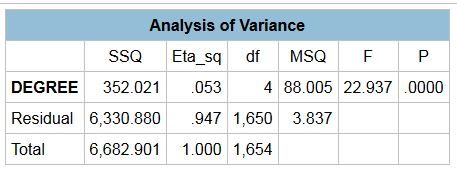 Analysis of Variance
SSQ Eta_sq df MSQ F P
DEGREE 352.021 .053 4 88.005 22.937 .0000
Residual 6,330.880 .947 1,650 3.837
Total 6,682.901 1.000 1,654